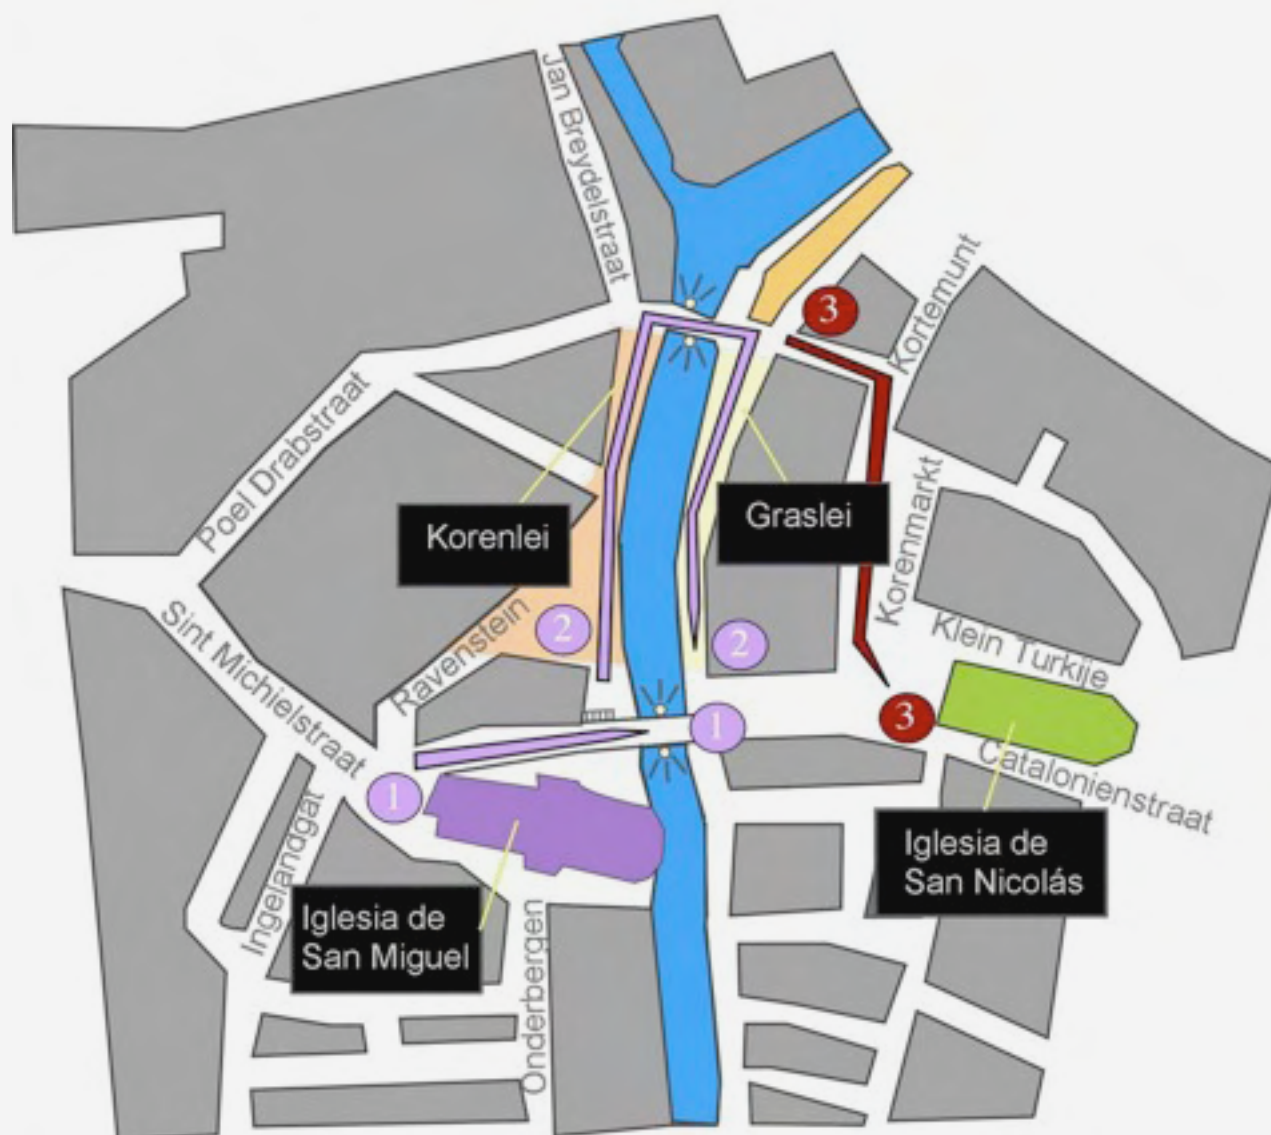 Jan Breydelstraat
3
Kortemunt
Poel Drabstraat
Korenlei
Graslei
Korenmarkt
2
2
Ravenstein
Klein Turkije
Sint Michielstraat
1
3
1
Catalonienstraat
Ingelandgat
Iglesia de
San Nicolás
Iglesia de
San Miguel
Onderbergen